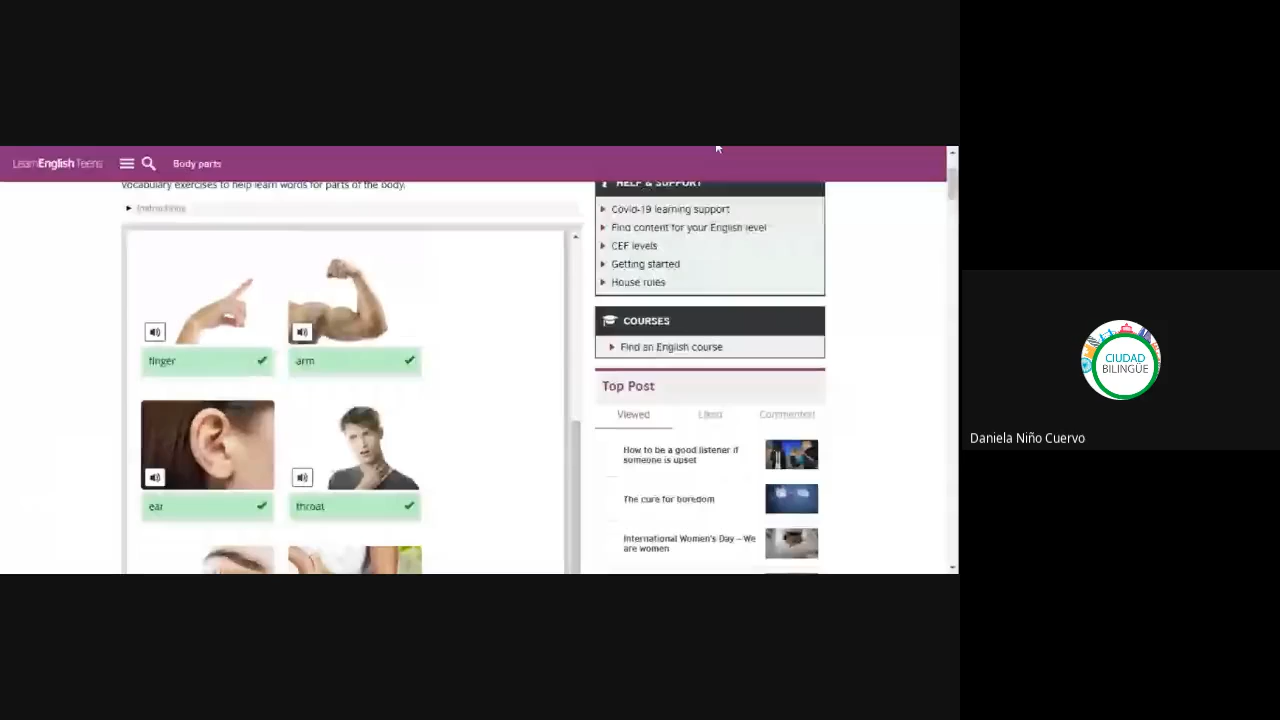 LearnEnglish Teens
Body parts
Vocabulary exercises to help learn words for parts of the body.
Instructions
finger
arm
ear
throat
HELP & SUPPORT
Covid-19 learning support
Find content for your English level
CEF levels
Getting started
House rules
COURSES
Find an English course
Top Post
Viewed
Liked
Commented
How to be a good listener if
someone is upset
The cure for boredom
International Women's Day – We
are women
CIUDAD
BILINGÜE
Daniela Niño Cuervo